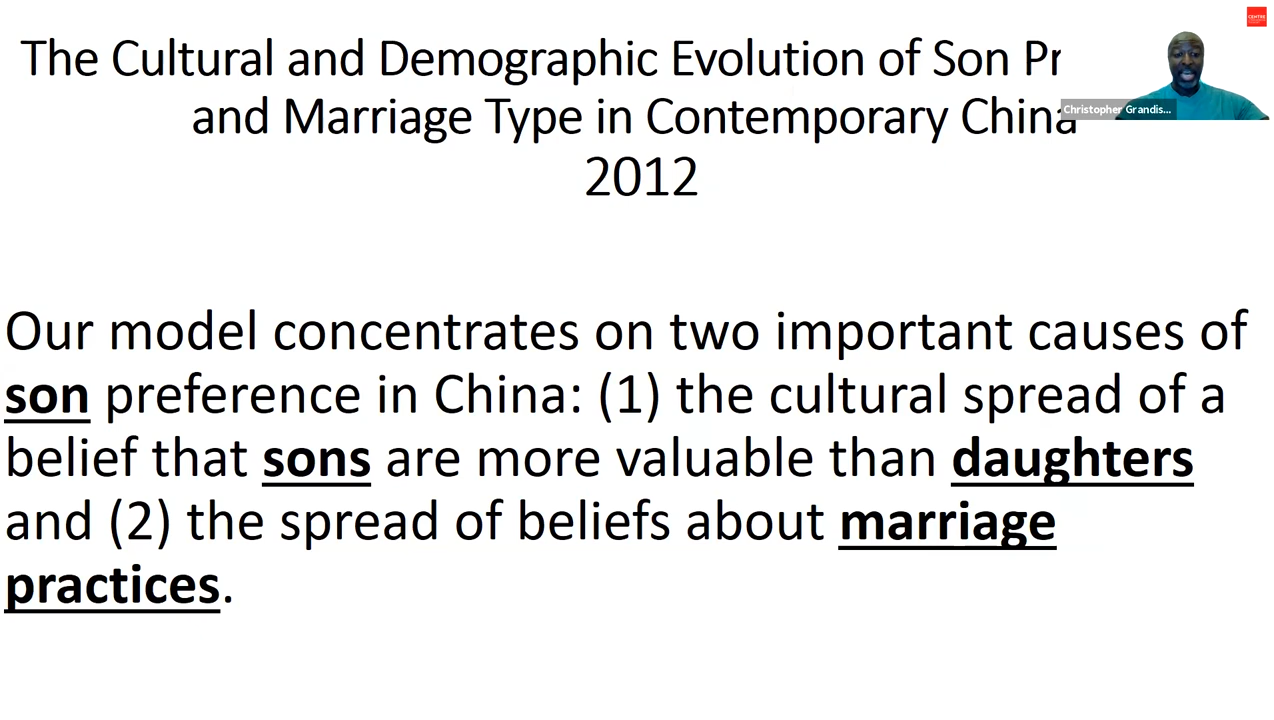 The Cultural and Demographic Evolution of Son Pr
and Marriage Type in Contemporary China
2012
CENTRE
Christopher Grandis...
Our model concentrates on two important causes of
son preference in China: (1) the cultural spread of a
belief that sons are more valuable than daughters
and (2) the spread of beliefs about marriage
practices.